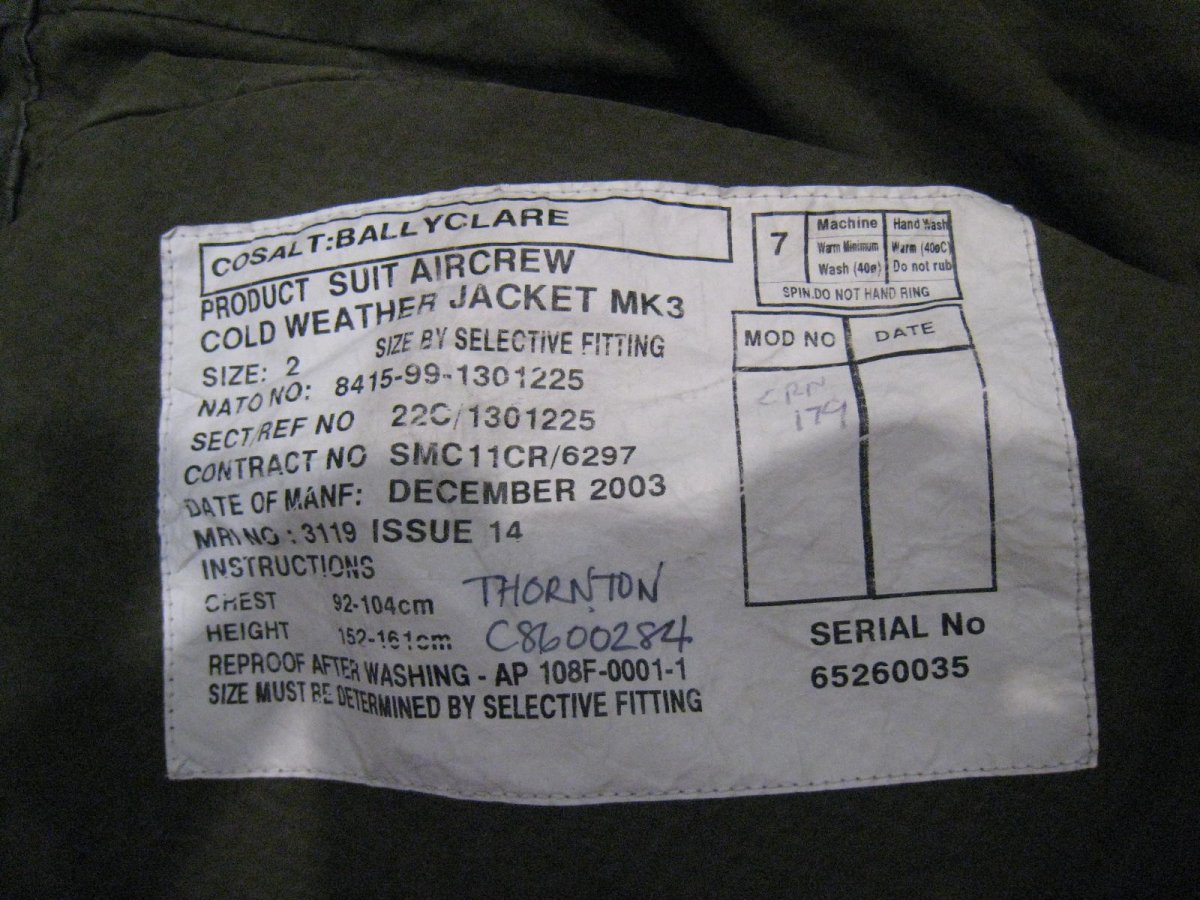 COSALT:BALLYCLARE
PRODUCT SUIT AIRCREW
COLD WEATHER JACKET MK3
SIZE: 2 SIZE BY SELECTIVE FITTING
NATO NO: 8415-99-1301225
SECT/REF NO 22C/1301225
CONTRACT NO SMC11CR/6297
DATE OF MANF: DECEMBER 2003
MRI NO : 3119 ISSUE 14
INSTRUCTIONS
CHEST 92-104cm
HEIGHT 152-161cm
THORNTON
C8600284
REPROOF AFTER WASHING - AP 108F-0001-1
SIZE MUST BE DETERMINED BY SELECTIVE FITTING
7
Machine
Warm Minimum
Wash (40ø)
Hand Wash
Warm (40øC)
Do not rub
SPIN.DO NOT HAND RING
MOD NO DATE
179
SERIAL No
65260035